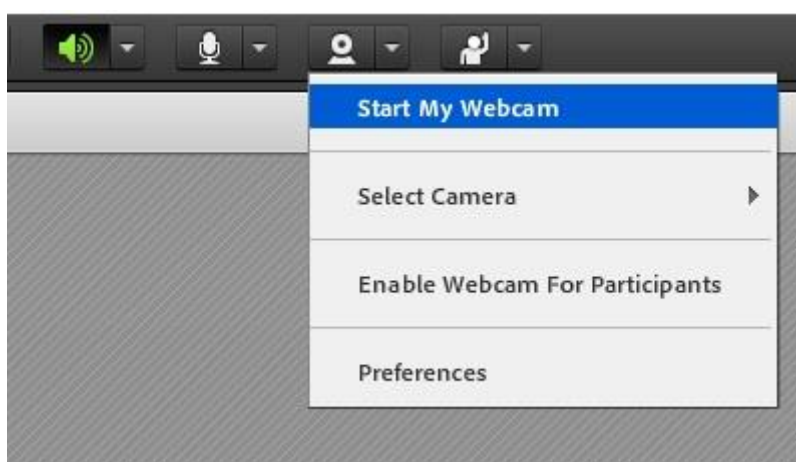 Start My Webcam
Select Camera
Enable Webcam For Participants
Preferences